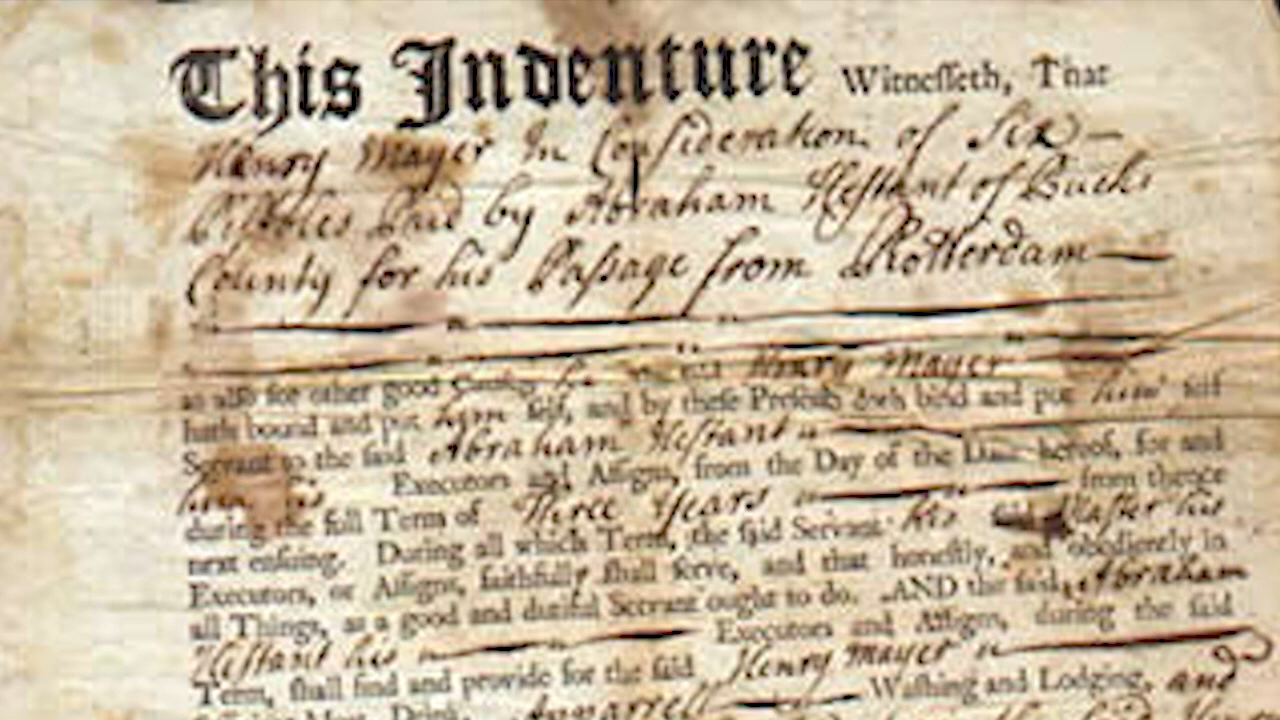 This Indenture Witnesseth, That
Henry Mayer In Consideration of Six
Pistoles Paid by Abraham Hestant of Bucks
County for his Passage from Rotterdam
as also for other good said Henry Mayer
hath bound and put him self, and by these Presents doth bind and put him self
Servant to the said Abraham Hestant
Executors and Assigns, from the Day of the Date hereof, for and
during the full Term of Three Years from thence
next ensuing. During all which Term, the said Servant his said Master his
Executors, or Assigns, faithfully shall serve, and that honestly, and obediently in
all Things, as a good and dutiful Servant ought to do. AND the said Abraham
Hestant his Executors and Assigns, during the said
Term, shall find and provide for the said Henry Mayer
Meat, Drink, Apparrell Washing and Lodging, and